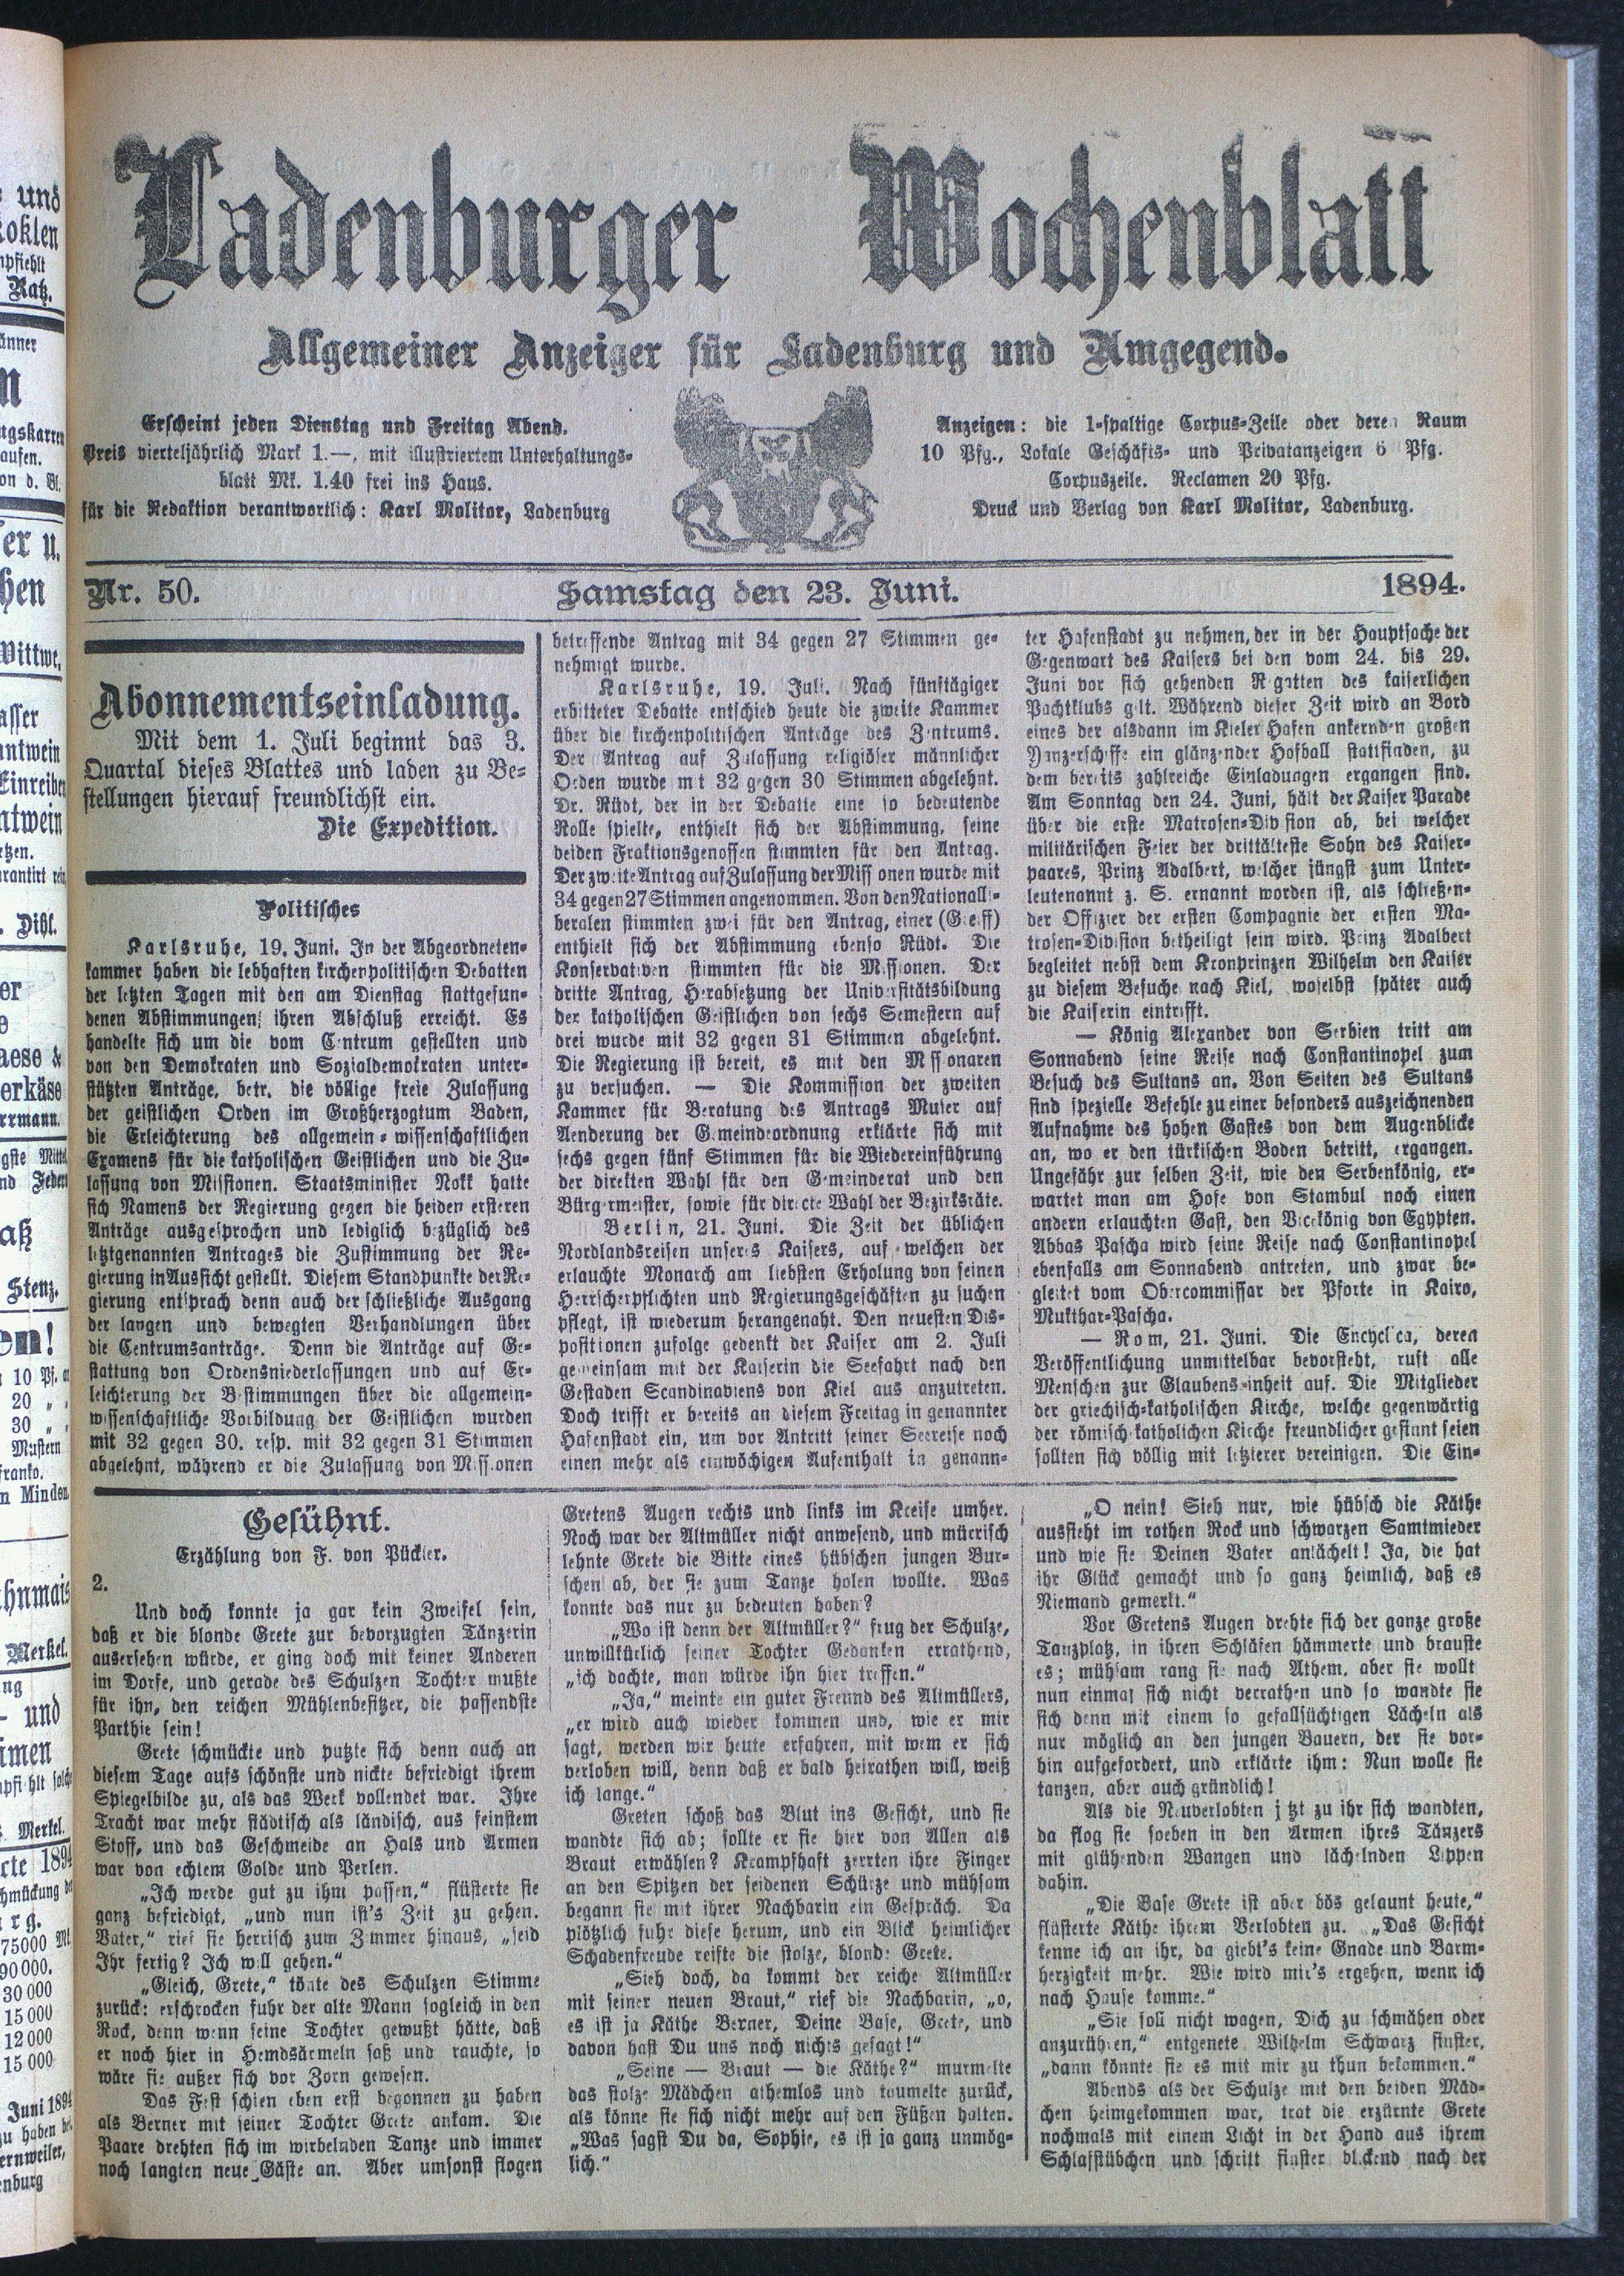 Ladenburger Wochenblatt
Allgemeiner Anzeiger für Ladenburg und Umgegend.
Erscheint jeden Dienstag und Freitag Abend.
Preis vierteljährlich Mark 1.—, mit illustriertem Unterhaltungs-
blatt Mk. 1.40 frei ins Haus.
für die Redaktion verantwortlich: Karl Molitor, Ladenburg
Anzeigen: die 1-spaltige Corpus-Zeile oder deren Raum
10 Pfg., Lokale Geschäfts- und Privatanzeigen 6 Pfg.
Corpuszeile. Reclamen 20 Pfg.
Druck und Verlag von Karl Molitor, Ladenburg.
Nr. 50.
Samstag den 23. Juni.
1894.
Abonnementseinladung.
Mit dem 1. Juli beginnt das 3.
Quartal dieses Blattes und laden zu Be-
stellungen hierauf freundlichst ein.
Die Expedition.
Politisches
Karlsruhe, 19. Juni. In der Abgeordneten-
kammer haben die lebhaften kirchenpolitischen Debatten
der letzten Tagen mit den am Dienstag stattgefun-
denen Abstimmungen ihren Abschluß erreicht. Es
handelte sich um die vom Centrum gestellten und
von den Demokraten und Sozialdemokraten unter-
stützten Anträge, betr. die völlige freie Zulassung
der geistlichen Orden im Großherzogtum Baden,
die Erleichterung des allgemein-wissenschaftlichen
Examens für die katholischen Geistlichen und die Zu-
lassung von Missionen. Staatsminister Nokk hatte
sich Namens der Regierung gegen die heiden ersteren
Anträge ausgesprochen und lediglich bezüglich des
letztgenannten Antrages die Zustimmung der Re-
gierung in Aussicht gestellt. Diesem Standpunkte der Re-
gierung entsprach denn auch der schließliche Ausgang
der langen und bewegten Verhandlungen über
die Centrumsanträge. Denn die Anträge auf Ge-
stattung von Ordensniederlassungen und auf Er-
leichterung der Bestimmungen über die allgemein-
wissenschaftliche Vorbildung der Geistlichen wurden
mit 32 gegen 30. resp. mit 32 gegen 31 Stimmen
abgelehnt, während er die Zulassung von Missionen
betreffende Antrag mit 34 gegen 27 Stimmen ge-
nehmigt wurde.
Karlsruhe, 19. Juli. Nach fünftägiger
erbitteter Debatte entschied heute die zweite Kammer
über die kirchenpolitischen Anträge des Zentrums.
Der Antrag auf Zulassung religiöser männlicher
Orden wurde mit 32 gegen 30 Stimmen abgelehnt.
Dr. Rüdt, der in der Debatte eine so bedeutende
Rolle spielte, enthielt sich der Abstimmung, seine
beiden Fraktionsgenossen stimmten für den Antrag.
Der zweite Antrag auf Zulassung der Missionen wurde mit
34 gegen 27 Stimmen angenommen. Von den Nationalli-
beralen stimmten zwei für den Antrag, einer (Greiff)
enthielt sich der Abstimmung ebenso Rüdt. Die
Konservativen stimmten für die Missionen. Der
dritte Antrag, Herabsetzung der Universitätsbildung
der katholischen Geistlichen von sechs Semestern auf
drei wurde mit 32 gegen 31 Stimmen abgelehnt.
Die Regierung ist bereit, es mit den Missionaren
zu versuchen. — Die Kommission der zweiten
Kammer für Beratung des Antrags Muser auf
Aenderung der Gemeindeordnung erklärte sich mit
sechs gegen fünf Stimmen für die Wiedereinführung
der direkten Wahl für den Gemeinderat und den
Bürgermeister, sowie für directe Wahl der Bezirksräte.
Berlin, 21. Juni. Die Zeit der üblichen
Nordlandsreisen unseres Kaisers, auf welchen der
erlauchte Monarch am liebsten Erholung von seinen
Herrscherpflichten und Regierungsgeschäften zu suchen
pflegt, ist wiederum herangenaht. Den neuesten Dis-
positionen zufolge gedenkt der Kaiser am 2. Juli
gemeinsam mit der Kaiserin die Seefahrt nach den
Gestaden Scandinaviens von Kiel aus anzutreten.
Doch trifft er bereits an diesem Freitag in genannter
Hafenstadt ein, um vor Antritt seiner Seereise noch
einen mehr als einwöchigen Aufenthalt in genann-
ter Hafenstadt zu nehmen, der in der Hauptsache der
Gegenwart des Kaisers bei den vom 24. bis 29.
Juni vor sich gehenden Regatten des kaiserlichen
Yachtklubs gilt. Während dieser Zeit wird an Bord
eines der alsdann im Kieler Hafen ankernden großen
Panzerschiffe ein glänzender Hofball stattfinden, zu
dem bereits zahlreiche Einladungen ergangen sind.
Am Sonntag den 24. Juni, hält der Kaiser Parade
über die erste Matrosen-Division ab, bei welcher
militärischen Feier der drittälteste Sohn des Kaiser-
paares, Prinz Adalbert, welcher jüngst zum Unter-
leutenannt z. S. ernannt worden ist, als schließen-
der Offizier der ersten Compagnie der ersten Ma-
trosen-Division betheiligt sein wird. Prinz Adalbert
begleitet nebst dem Kronprinzen Wilhelm den Kaiser
zu diesem Besuche nach Kiel, woselbst später auch
die Kaiserin eintrifft.
— König Alexander von Serbien tritt am
Sonnabend seine Reise nach Constantinopel zum
Besuch des Sultans an. Von Seiten des Sultans
sind spezielle Befehle zu einer besonders auszeichnenden
Aufnahme des hohen Gastes von dem Augenblicke
an, wo er den türkischen Boden betritt, ergangen.
Ungefähr zur selben Zeit, wie den Serbenkönig, er-
wartet man am Hofe von Stambul noch einen
andern erlauchten Gast, den Vicekönig von Egypten.
Abbas Pascha wird seine Reise nach Constantinopel
ebenfalls am Sonnabend antreten, und zwar be-
gleitet vom Obercommissar der Pforte in Kairo,
Mukthar-Pascha.
— Rom, 21. Juni. Die Encyclica, deren
Veröffentlichung unmittelbar bevorsteht, ruft alle
Menschen zur Glaubenseinheit auf. Die Mitglieder
der griechisch-katholischen Kirche, welche gegenwärtig
der römisch-katholichen Kirche freundlicher gesinnt seien
sollten sich völlig mit letzterer vereinigen. Die Ein-
Gesühnt.
Erzählung von F. von Pückler.
2.
Und doch konnte ja gar kein Zweifel sein,
daß er die blonde Grete zur bevorzugten Tänzerin
ausersehen würde, er ging doch mit keiner Anderen
im Dorfe, und gerade des Schulzen Tochter mußte
für ihn, den reichen Mühlenbesitzer, die passendste
Parthie sein!
Grete schmückte und putzte sich denn auch an
diesem Tage aufs schönste und nickte befriedigt ihrem
Spiegelbilde zu, als das Werk vollendet war. Ihre
Tracht war mehr städtisch als ländisch, aus feinstem
Stoff, und das Geschmeide an Hals und Armen
war von echtem Golde und Perlen.
„Ich werde gut zu ihm passen,“ flüsterte sie
ganz befriedigt, „und nun ist's Zeit zu gehen.
Vater,“ rief sie herrisch zum Zimmer hinaus, „seid
Ihr fertig? Ich will gehen.“
„Gleich, Grete,“ tönte des Schulzen Stimme
zurück: erschrocken fuhr der alte Mann sogleich in den
Rock, denn wenn seine Tochter gewußt hätte, daß
er noch hier in Hemdsärmeln saß und rauchte, so
wäre sie außer sich vor Zorn gewesen.
Das Fest schien eben erst begonnen zu haben
als Berner mit seiner Tochter Grete ankam. Die
Paare drehten sich im wirbelnden Tanze und immer
noch langten neue Gäste an. Aber umsonst flogen
Gretens Augen rechts und links im Kreise umher.
Noch war der Altmüller nicht anwesend, und mürrisch
lehnte Grete die Bitte eines hübschen jungen Bur-
schen ab, der sie zum Tanze holen wollte. Was
konnte das nur zu bedeuten haben?
„Wo ist denn der Altmüller?“ frug der Schulze,
unwillkürlich seiner Tochter Gedanken errathend,
„ich dachte, man würde ihn hier treffen.“
„Ja,“ meinte ein guter Freund des Altmüllers,
„er wird auch wieder kommen und, wie er mir
sagt, werden wir heute erfahren, mit wem er sich
verloben will, denn daß er bald heirathen will, weiß
ich lange.“
Greten schoß das Blut ins Gesicht, und sie
wandte sich ab; sollte er sie hier von Allen als
Braut erwählen? Krampfhaft zerrten ihre Finger
an den Spitzen der seidenen Schürze und mühsam
begann sie mit ihrer Nachbarin ein Gespräch. Da
plötzlich fuhr diese herum, und ein Blick heimlicher
Schadenfreude reifte die stolze, blonde Grete.
„Sieh doch, da kommt der reiche Altmüller
mit seiner neuen Braut,“ rief die Nachbarin, „o,
es ist ja Käthe Berner, Deine Base, Grete, und
davon hast Du uns noch nichts gesagt!“
„Seine — Braut — die Käthe?“ murmelte
das stolze Mädchen athemlos und taumelte zurück,
als könne sie sich nicht mehr auf den Füßen halten.
„Was sagst Du da, Sophie, es ist ja ganz unmög-
lich.“
„O nein! Sieh nur, wie hübsch die Käthe
aussieht im rothen Rock und schwarzen Samtmieder
und wie sie Deinen Vater anlächelt! Ja, die hat
ihr Glück gemacht und so ganz heimlich, daß es
Niemand gemerkt.“
Vor Gretens Augen drehte sich der ganze große
Tanzplatz, in ihren Schläfen hämmerte und brauste
es; mühsam rang sie nach Athem, aber sie wollt
nun einmal sich nicht verrathen und so wandte sie
sich denn mit einem so gefallsüchtigen Lächeln als
nur möglich an den jungen Bauern, der sie vor-
hin aufgefordert, und erklärte ihm: Nun wolle sie
tanzen, aber auch gründlich!
Als die Neuverlobten jetzt zu ihr sich wandten,
da flog sie soeben in den Armen ihres Tänzers
mit glühenden Wangen und lächelnden Lippen
dahin.
„Die Base Grete ist aber bös gelaunt heute,“
flüsterte Käthe ihrem Verlobten zu. „Das Gesicht
kenne ich an ihr, da giebt's keine Gnade und Barm-
herzigkeit mehr. Wie wird mir's ergehen, wenn ich
nach Hause komme.“
„Sie soll nicht wagen, Dich zu schmähen oder
anzurühren,“ entgenete Wilhelm Schwarz finster,
„dann könnte sie es mit mir zu thun bekommen.“
Abends als der Schulze mit den beiden Mäd-
chen heimgekommen war, trat die erzürnte Grete
nochmals mit einem Licht in der Hand aus ihrem
Schlafstübchen und schritt finster blickend nach der